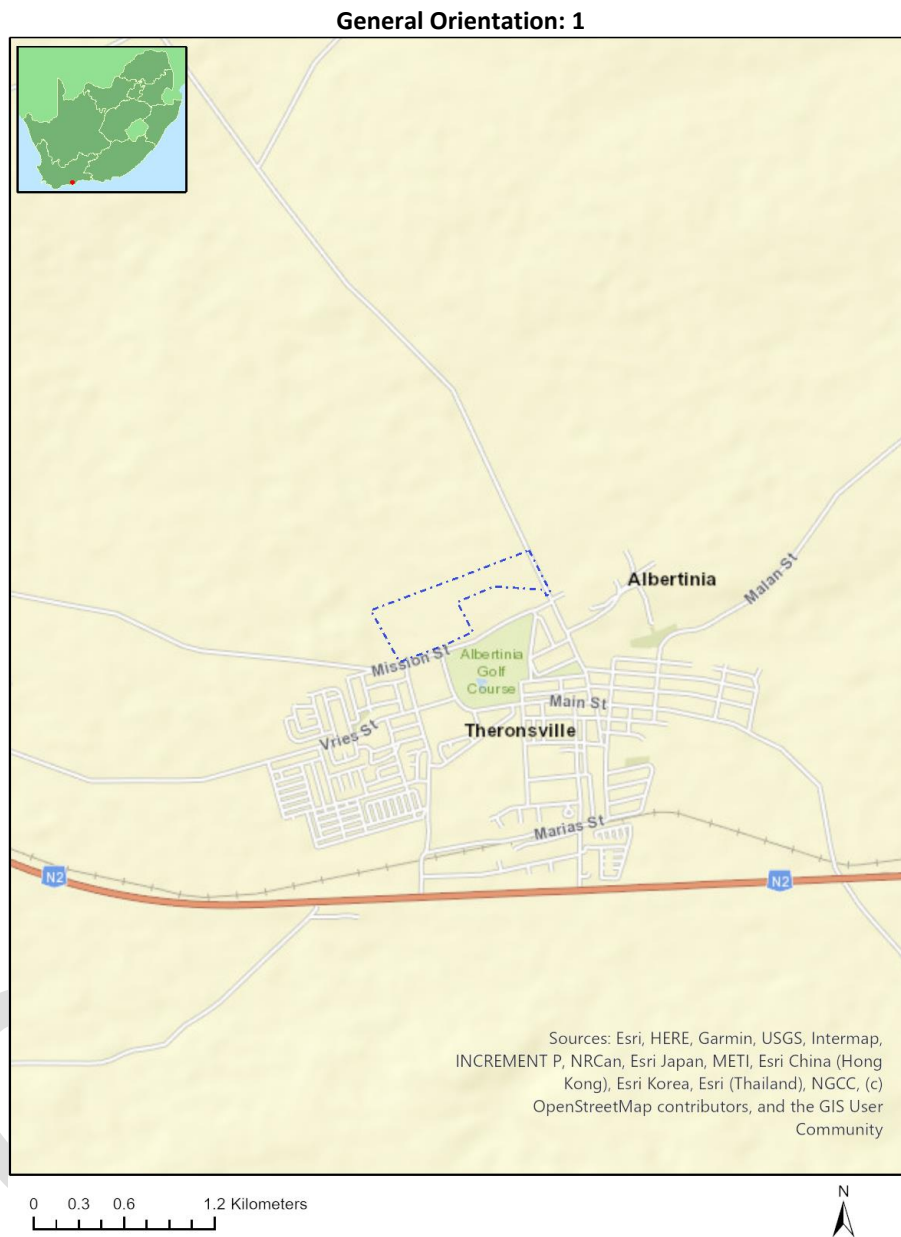 General Orientation: 1
Albertinia
Malan St
Mission St
Albertinia
Golf
Course
Main St
Vries St
Theronsville
Marias St
N2
N2
Sources: Esri, HERE, Garmin, USGS, Intermap,
INCREMENT P, NRCan, Esri Japan, METI, Esri China (Hong
Kong), Esri Korea, Esri (Thailand), NGCC, (c)
OpenStreetMap contributors, and the GIS User
Community
0 0.3 0.6 1.2 Kilometers
N